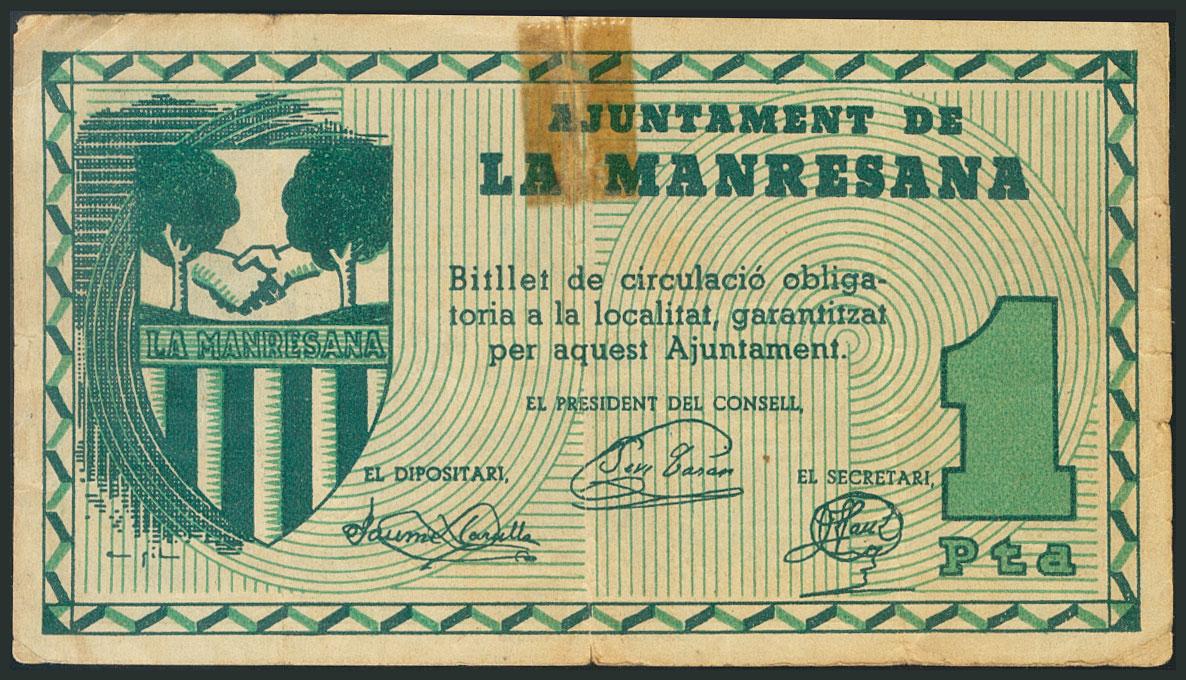 AJUNTAMENT DE
LA MANRESANA
LA MANRESANA
Bitllet de circulació obliga-
toria a la localitat, garantitzat
per aquest Ajuntament.
EL PRESIDENT DEL CONSELL,
EL DIPOSITARI,
EL SECRETARI,
Jaume
1
Pta